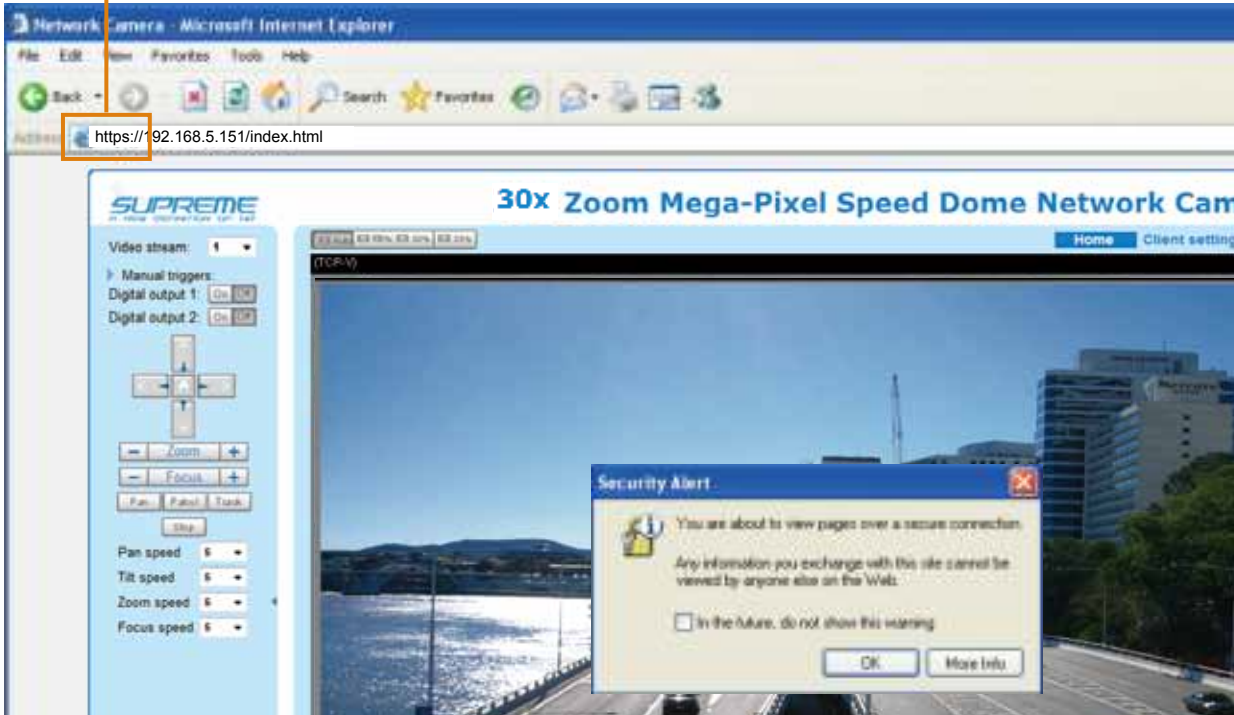 Network Camera - Microsoft Internet Explorer
File Edit View Favorites Tools Help
Back Search Favorites
Address https://192.168.5.151/index.html
SUPREME
30x Zoom Mega-Pixel Speed Dome Network Cam
Home Client setting
Video stream: 1
(TCP-V)
Manual triggers:
Digital output 1: On Off
Digital output 2: On Off
− Zoom +
− Focus +
Pan Patrol Track
Stop
Pan speed 5
Tilt speed 5
Zoom speed 5
Focus speed 5
Security Alert
You are about to view pages over a secure connection.
Any information you exchange with this site cannot be
viewed by anyone else on the Web.
In the future, do not show this warning
OK More Info